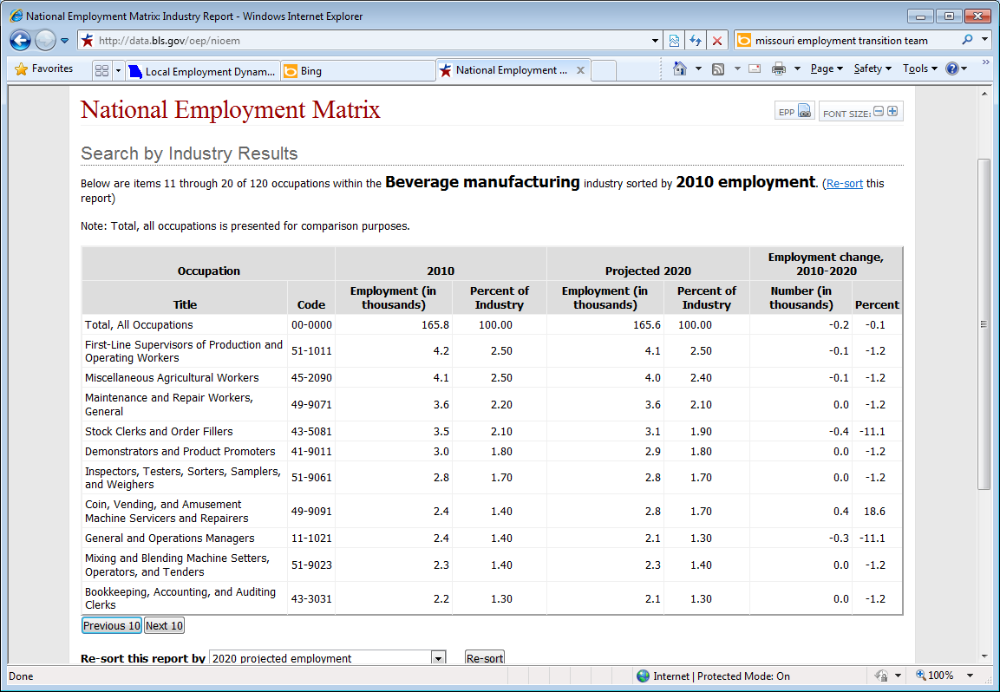 National Employment Matrix Industry Report - Windows Internet Explorer
http://data.bls.gov/oep/nioem
missouri employment transition team
Favorites
Local Employment Dynam...
Bing
National Employment ...
Page
Safety
Tools
National Employment Matrix
EPP
FONT SIZE:
Search by Industry Results
Below are items 11 through 20 of 120 occupations within the Beverage manufacturing industry sorted by 2010 employment. (Re-sort this
report)
Note: Total, all occupations is presented for comparison purposes.
Occupation 2010 Projected 2020 Employment change,
2010-2020
Title Code Employment (in
thousands) Percent of
Industry Employment (in
thousands) Percent of
Industry Number (in
thousands) Percent
Total, All Occupations 00-0000 165.8 100.00 165.6 100.00 -0.2 -0.1
First-Line Supervisors of Production and
Operating Workers 51-1011 4.2 2.50 4.1 2.50 -0.1 -1.2
Miscellaneous Agricultural Workers 45-2090 4.1 2.50 4.0 2.40 -0.1 -1.2
Maintenance and Repair Workers,
General 49-9071 3.6 2.20 3.6 2.10 0.0 -1.2
Stock Clerks and Order Fillers 43-5081 3.5 2.10 3.1 1.90 -0.4 -11.1
Demonstrators and Product Promoters 41-9011 3.0 1.80 2.9 1.80 0.0 -1.2
Inspectors, Testers, Sorters, Samplers,
and Weighers 51-9061 2.8 1.70 2.8 1.70 0.0 -1.2
Coin, Vending, and Amusement
Machine Servicers and Repairers 49-9091 2.4 1.40 2.8 1.70 0.4 18.6
General and Operations Managers 11-1021 2.4 1.40 2.1 1.30 -0.3 -11.1
Mixing and Blending Machine Setters,
Operators, and Tenders 51-9023 2.3 1.40 2.3 1.40 0.0 -1.2
Bookkeeping, Accounting, and Auditing
Clerks 43-3031 2.2 1.30 2.1 1.30 0.0 -1.2
Previous 10 Next 10
Re-sort this report by 2020 projected employment Re-sort
Done
Internet | Protected Mode: On
100%